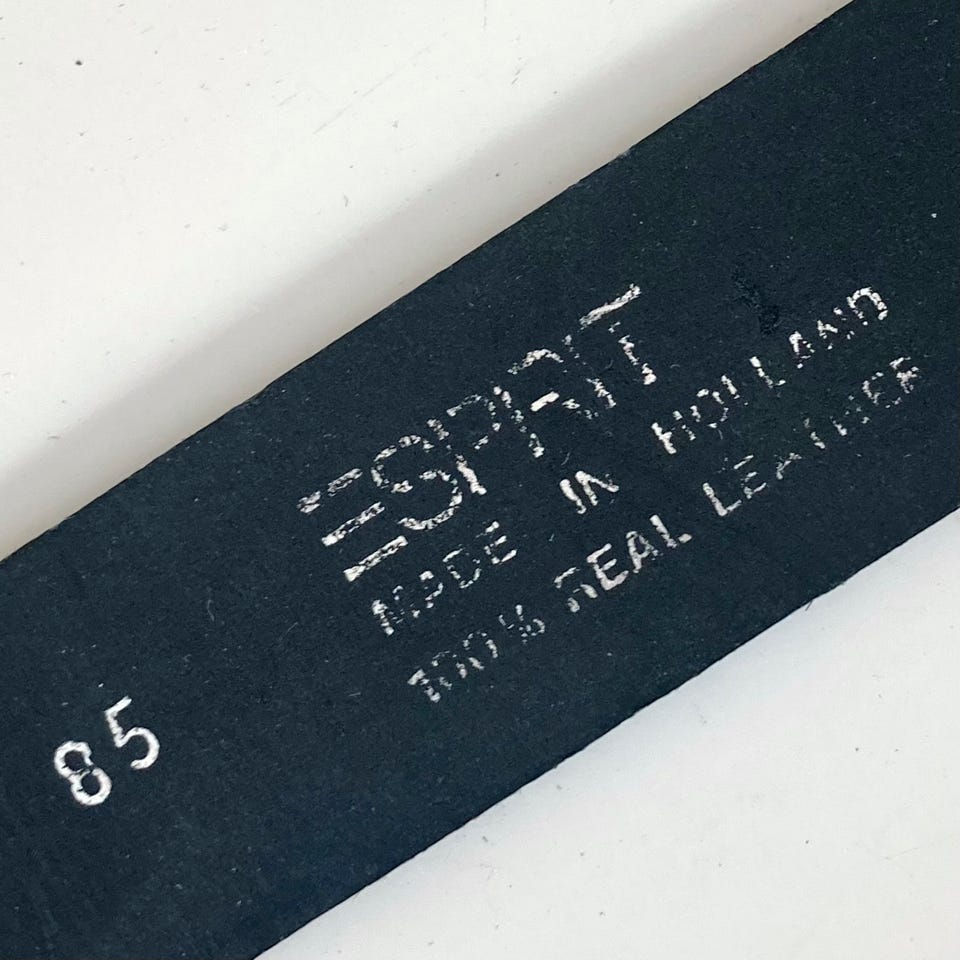 ESPRIT
MADE IN HOLLAND
100% REAL LEATHER
85